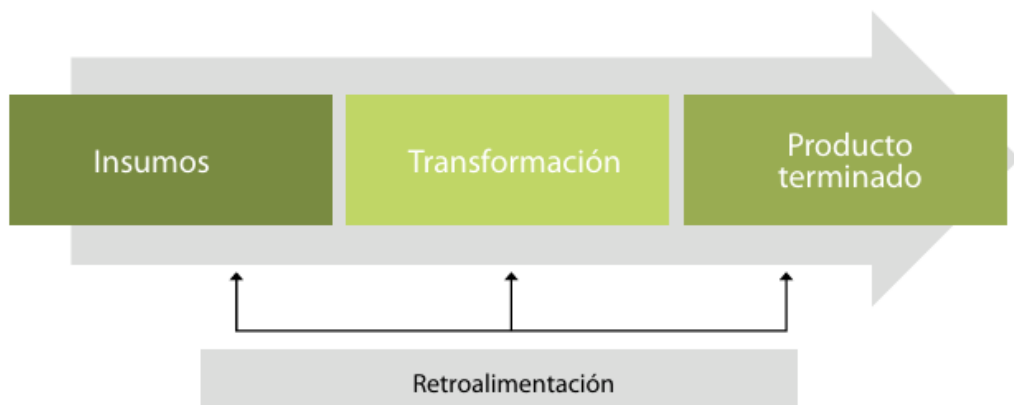 Insumos
Transformación
Producto
terminado
Retroalimentación